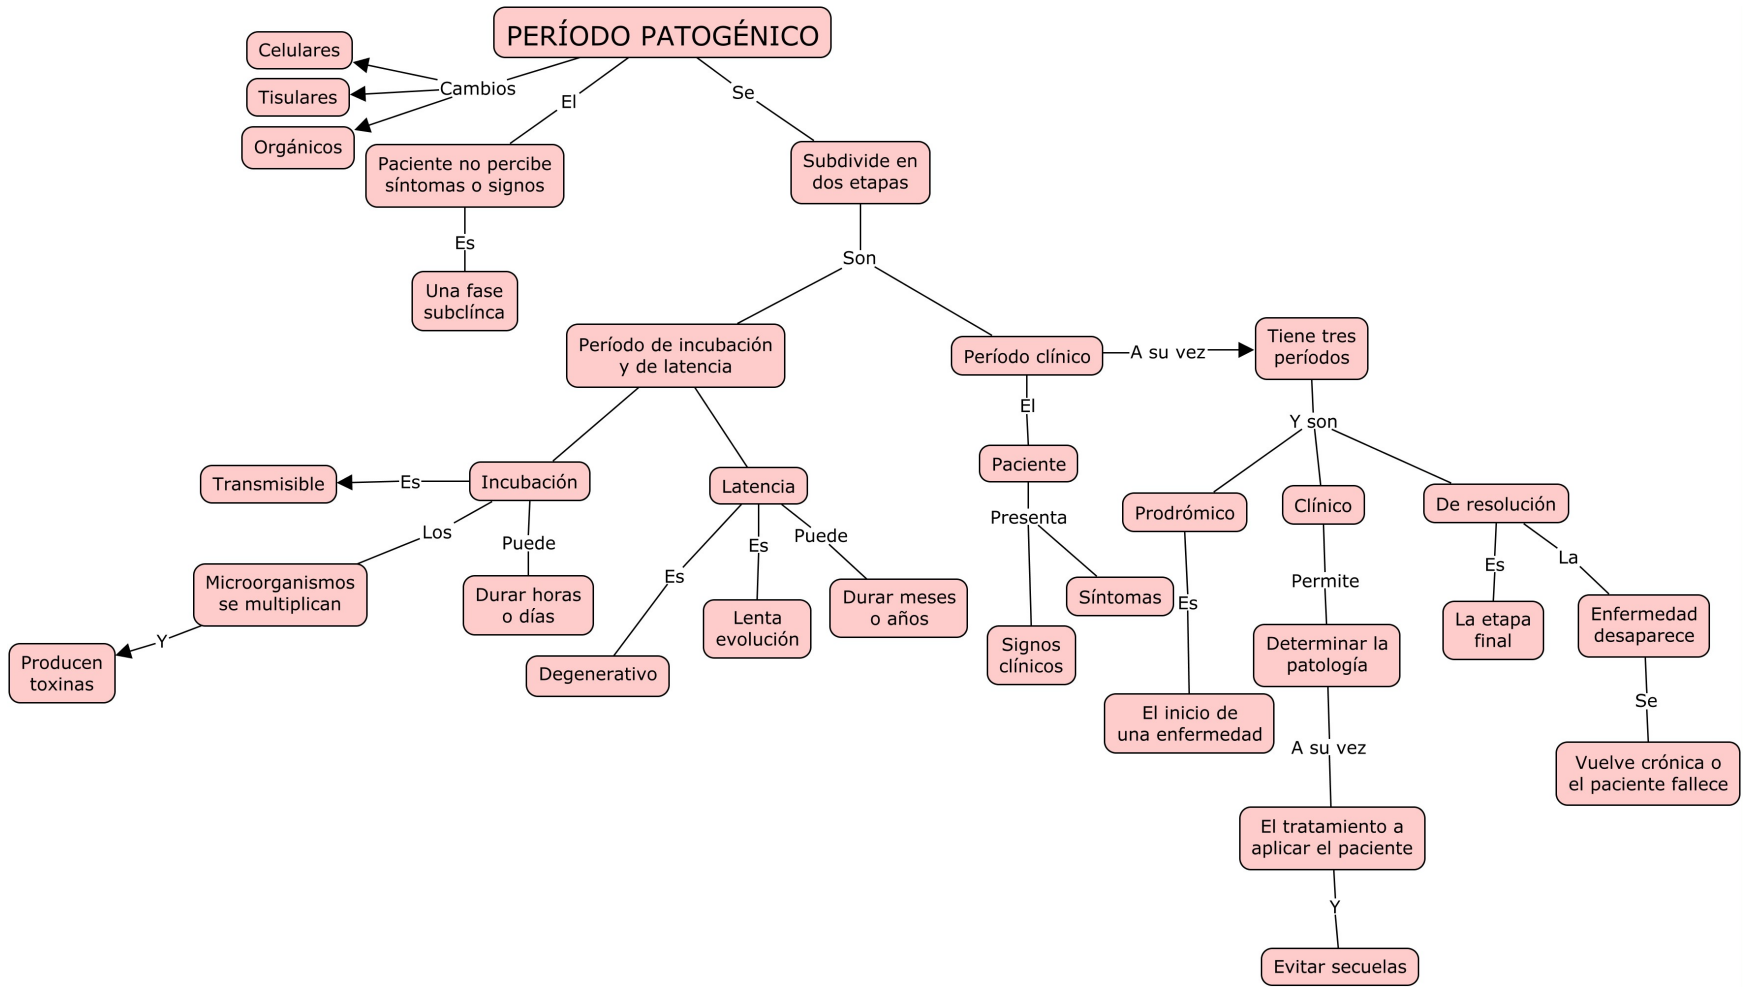 PERÍODO PATOGÉNICO
Celulares
Tisulares
Orgánicos
Cambios
El
Se
Paciente no percibe
síntomas o signos
Subdivide en
dos etapas
Es
Son
Una fase
subclínca
Período de incubación
y de latencia
Período clínico
A su vez
Tiene tres
períodos
El
Y son
Transmisible
Es
Incubación
Latencia
Paciente
Prodrómico
Clínico
De resolución
Los
Puede
Es
Es
Puede
Presenta
Microorganismos
se multiplican
Durar horas
o días
Lenta
evolución
Durar meses
o años
Síntomas
Es
Permite
Es
La
Y
Producen
toxinas
Degenerativo
Signos
clínicos
Determinar la
patología
La etapa
final
Enfermedad
desaparece
El inicio de
una enfermedad
A su vez
Se
Vuelve crónica o
el paciente fallece
El tratamiento a
aplicar el paciente
Y
Evitar secuelas